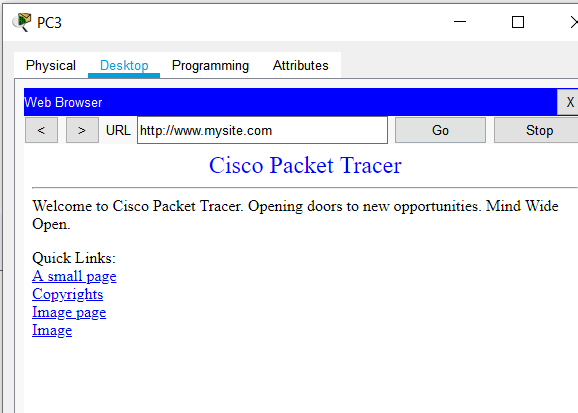 PC3
Physical Desktop Programming Attributes
Web Browser X
< > URL http://www.mysite.com Go Stop
Cisco Packet Tracer
Welcome to Cisco Packet Tracer. Opening doors to new opportunities. Mind Wide
Open.
Quick Links:
A small page
Copyrights
Image page
Image